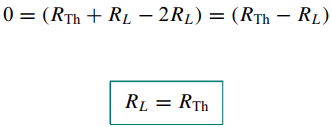 0 = (R_Th + R_L − 2R_L) = (R_Th − R_L)
R_L = R_Th